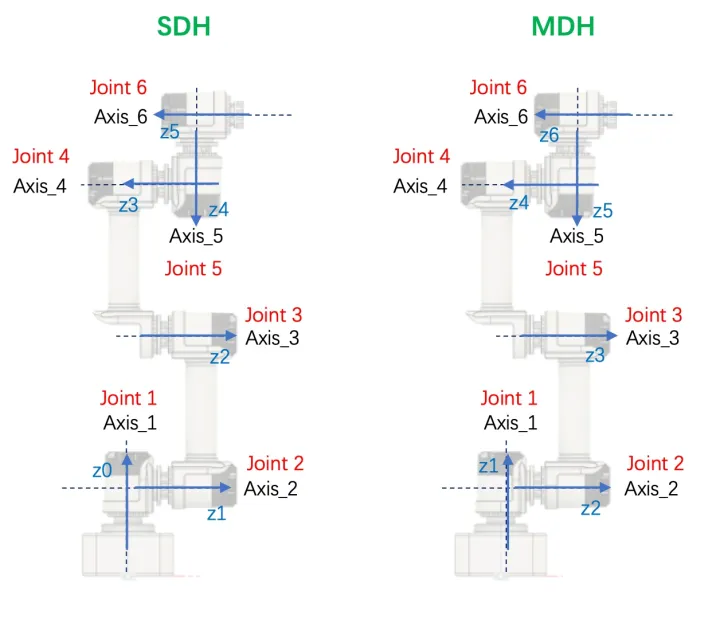 SDH
Joint 6
Axis_6
z5
Joint 4
Axis_4
z3
z4
Axis_5
Joint 5
Joint 3
Axis_3
z2
Joint 1
Axis_1
z0
Joint 2
Axis_2
z1
MDH
Joint 6
Axis_6
z6
Joint 4
Axis_4
z4
z5
Axis_5
Joint 5
Joint 3
Axis_3
z3
Joint 1
Axis_1
z1
Joint 2
Axis_2
z2